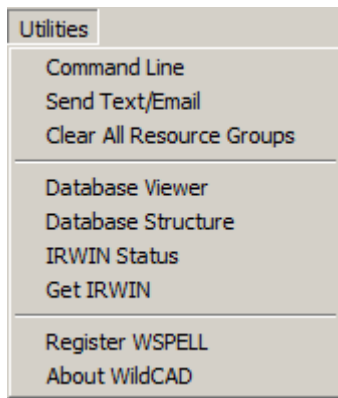 Utilities
Command Line
Send Text/Email
Clear All Resource Groups
Database Viewer
Database Structure
IRWIN Status
Get IRWIN
Register WSPELL
About WildCAD